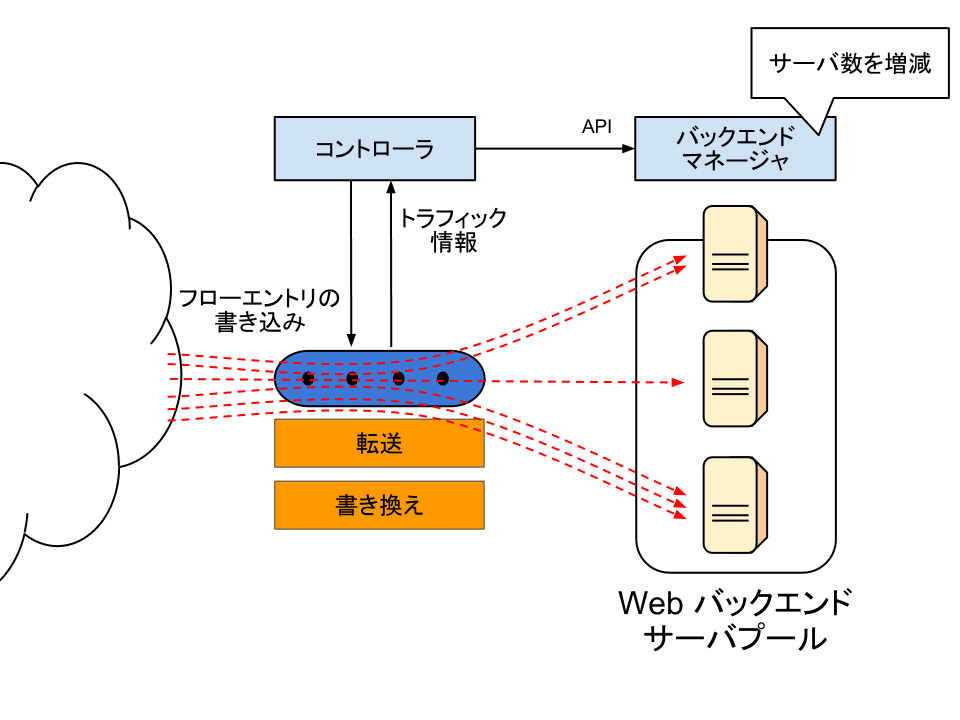 サーバ数を増減
コントローラ
API
バックエンド
マネージャ
トラフィック
情報
フローエントリの
書き込み
転送
書き換え
Web バックエンド
サーバプール